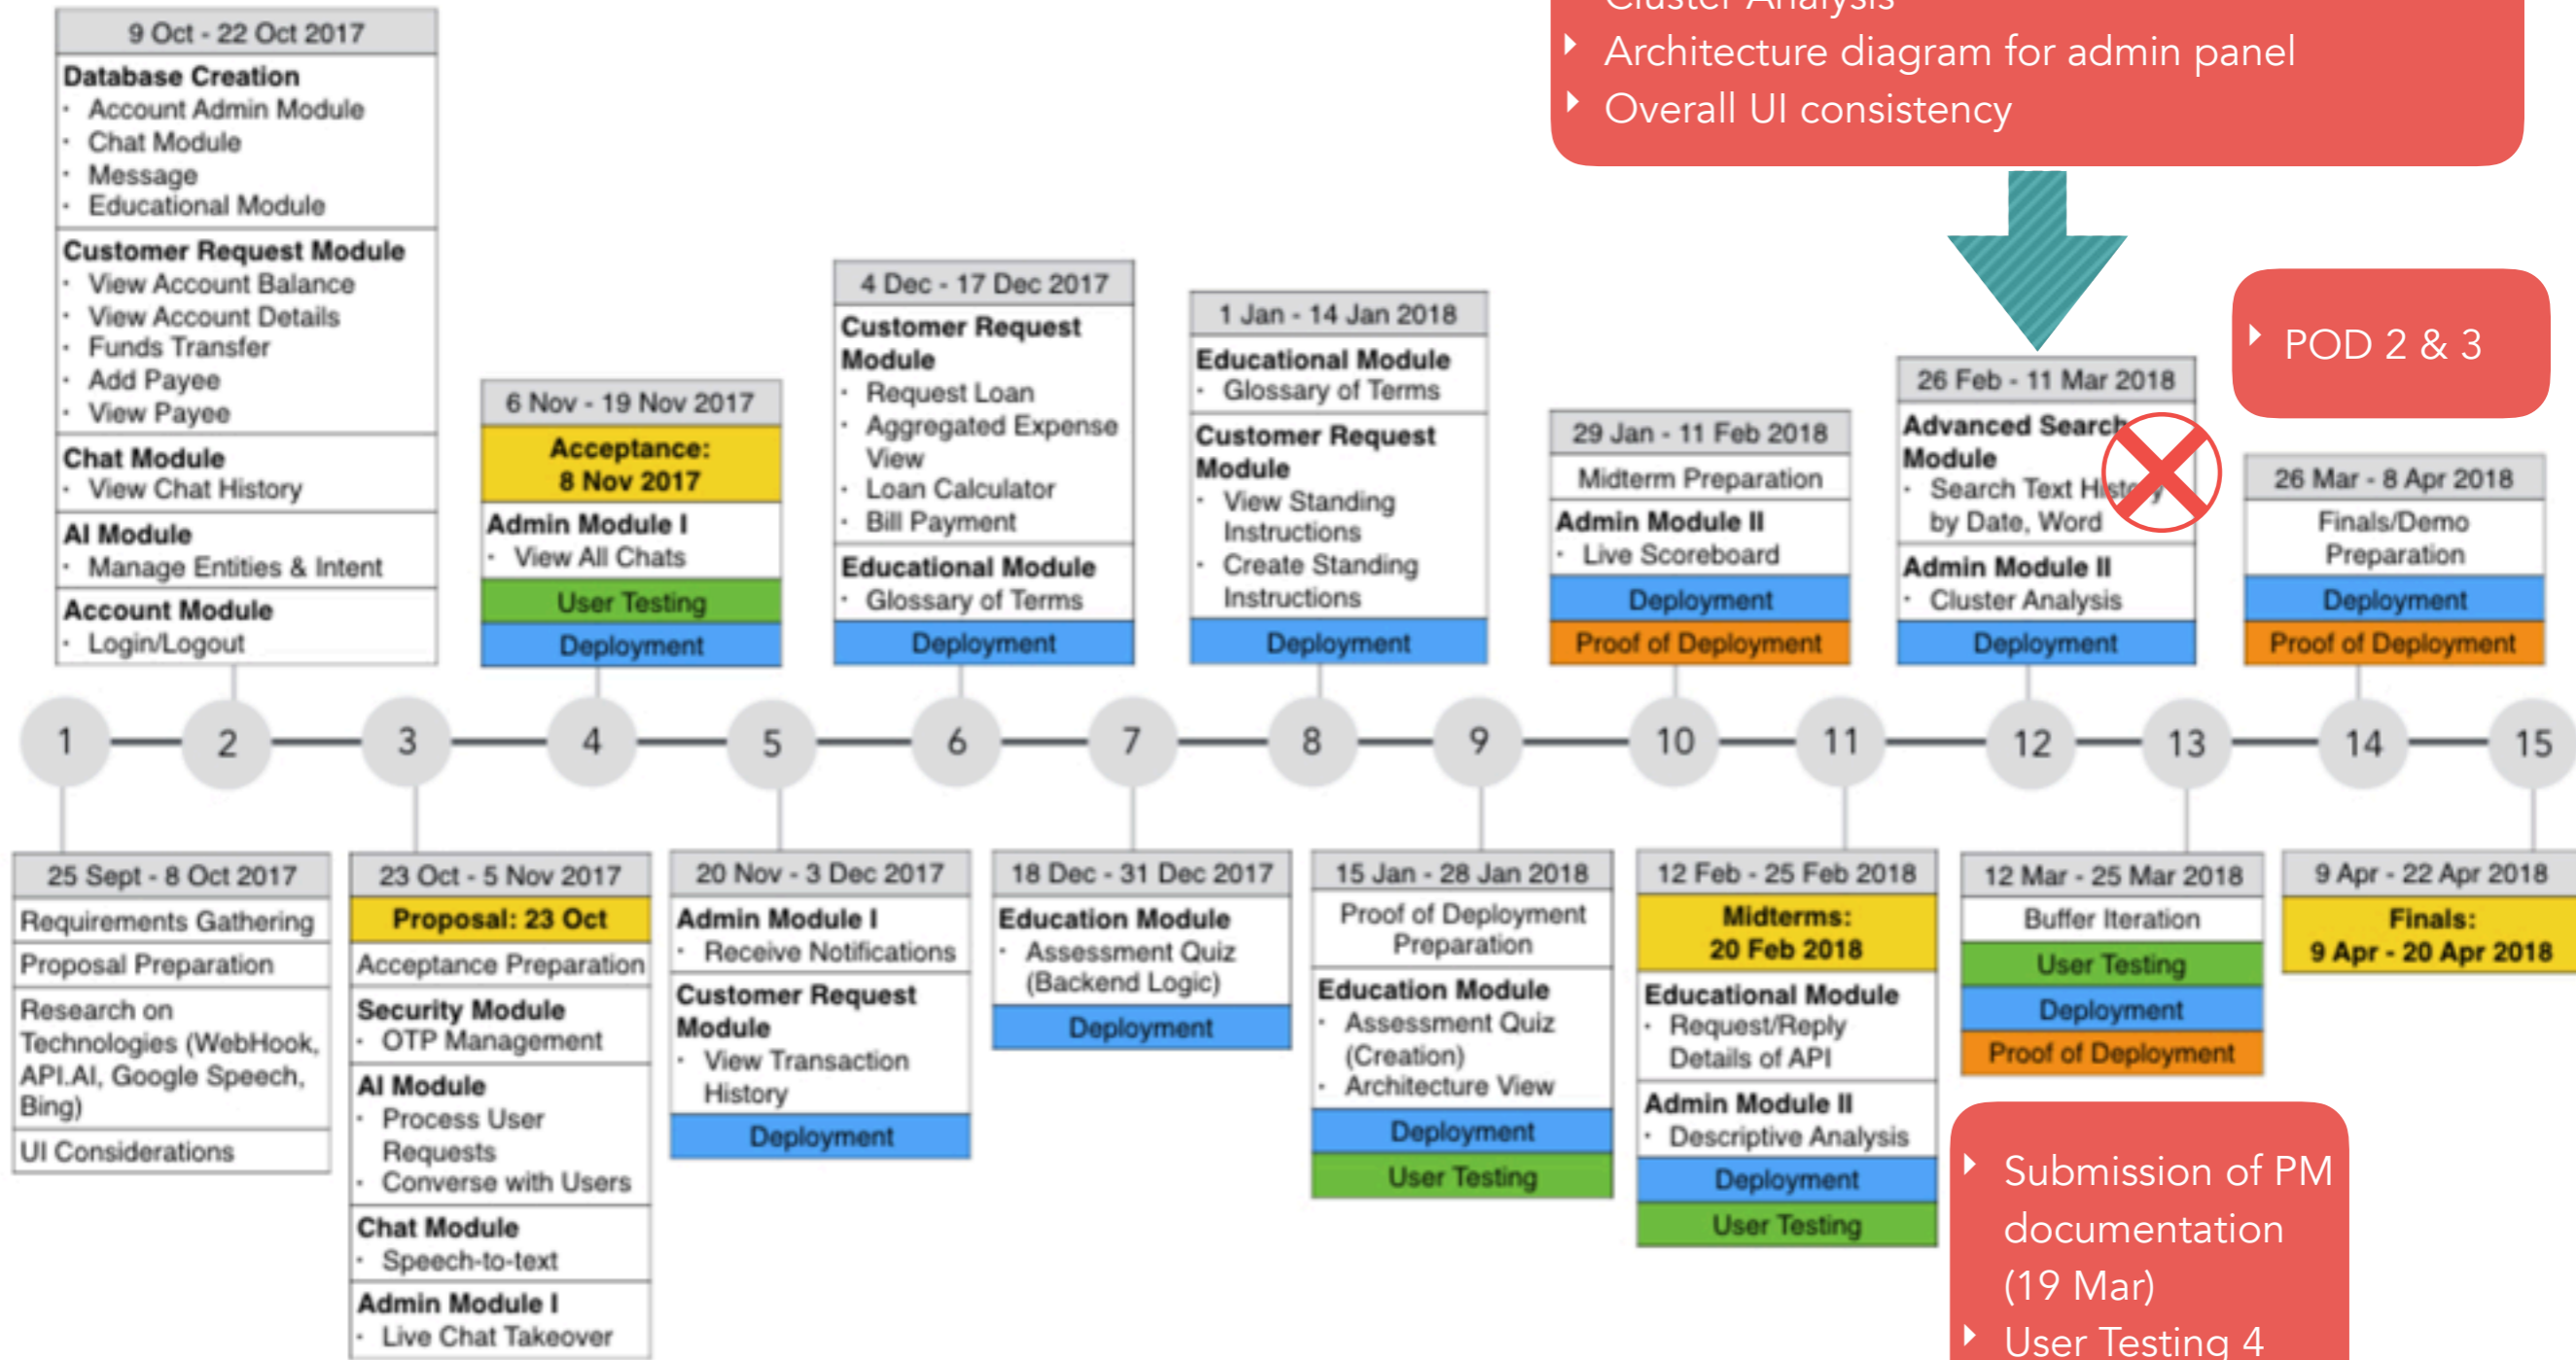 Cluster Analysis
Architecture diagram for admin panel
Overall UI consistency
9 Oct - 22 Oct 2017
Database Creation
· Account Admin Module
· Chat Module
· Message
· Educational Module
Customer Request Module
· View Account Balance
· View Account Details
· Funds Transfer
· Add Payee
· View Payee
Chat Module
· View Chat History
AI Module
· Manage Entities & Intent
Account Module
· Login/Logout
6 Nov - 19 Nov 2017
Acceptance:
8 Nov 2017
Admin Module I
· View All Chats
User Testing
Deployment
4 Dec - 17 Dec 2017
Customer Request
Module
· Request Loan
· Aggregated Expense
View
· Loan Calculator
· Bill Payment
Educational Module
· Glossary of Terms
Deployment
1 Jan - 14 Jan 2018
Educational Module
· Glossary of Terms
Customer Request
Module
· View Standing
Instructions
· Create Standing
Instructions
Deployment
29 Jan - 11 Feb 2018
Midterm Preparation
Admin Module II
· Live Scoreboard
Deployment
Proof of Deployment
26 Feb - 11 Mar 2018
Advanced Search
Module
· Search Text History
by Date, Word
Admin Module II
· Cluster Analysis
Deployment
POD 2 & 3
26 Mar - 8 Apr 2018
Finals/Demo
Preparation
Deployment
Proof of Deployment
1 2 3 4 5 6 7 8 9 10 11 12 13 14 15
25 Sept - 8 Oct 2017
Requirements Gathering
Proposal Preparation
Research on
Technologies (WebHook,
API.AI, Google Speech,
Bing)
UI Considerations
23 Oct - 5 Nov 2017
Proposal: 23 Oct
Acceptance Preparation
Security Module
· OTP Management
AI Module
· Process User
Requests
· Converse with Users
Chat Module
· Speech-to-text
Admin Module I
· Live Chat Takeover
20 Nov - 3 Dec 2017
Admin Module I
· Receive Notifications
Customer Request
Module
· View Transaction
History
Deployment
18 Dec - 31 Dec 2017
Education Module
· Assessment Quiz
(Backend Logic)
Deployment
15 Jan - 28 Jan 2018
Proof of Deployment
Preparation
Education Module
· Assessment Quiz
(Creation)
· Architecture View
Deployment
User Testing
12 Feb - 25 Feb 2018
Midterms:
20 Feb 2018
Educational Module
· Request/Reply
Details of API
Admin Module II
· Descriptive Analysis
Deployment
User Testing
12 Mar - 25 Mar 2018
Buffer Iteration
User Testing
Deployment
Proof of Deployment
9 Apr - 22 Apr 2018
Finals:
9 Apr - 20 Apr 2018
Submission of PM
documentation
(19 Mar)
User Testing 4